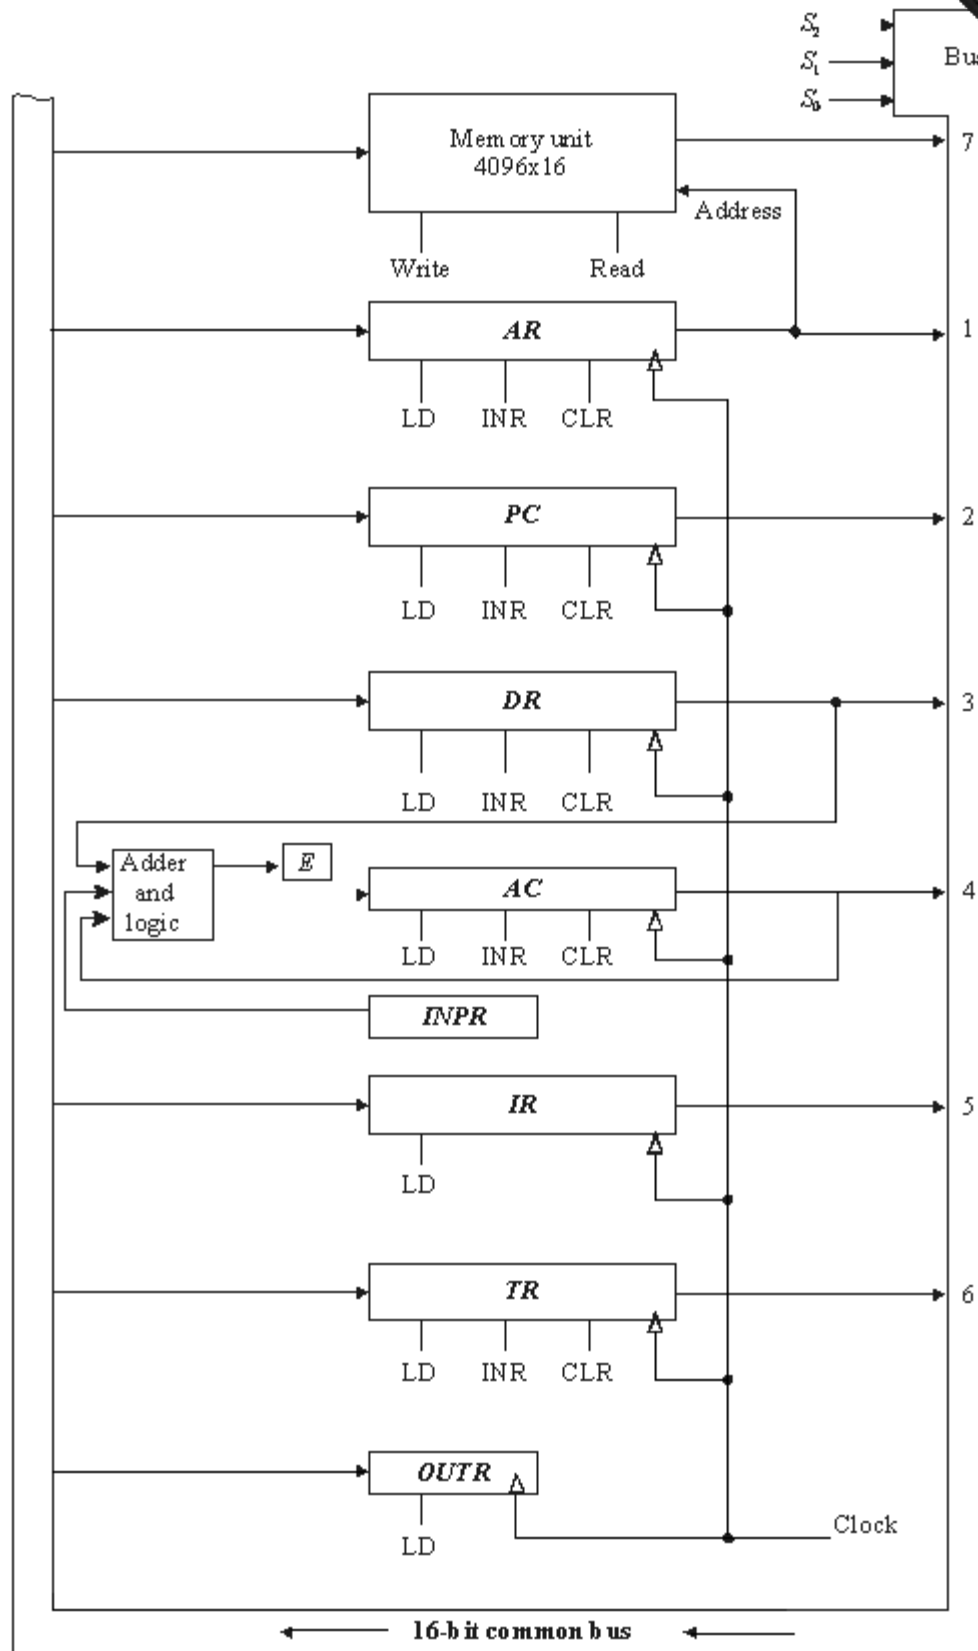 S₂
S₁
S₀
Bus
7
Memory unit
4096x16
Address
Write
Read
AR
1
LD INR CLR
PC
2
LD INR CLR
DR
3
LD INR CLR
Adder
and
logic
E
AC
4
LD INR CLR
INPR
IR
5
LD
TR
6
LD INR CLR
OUTR
LD
Clock
16-bit common bus